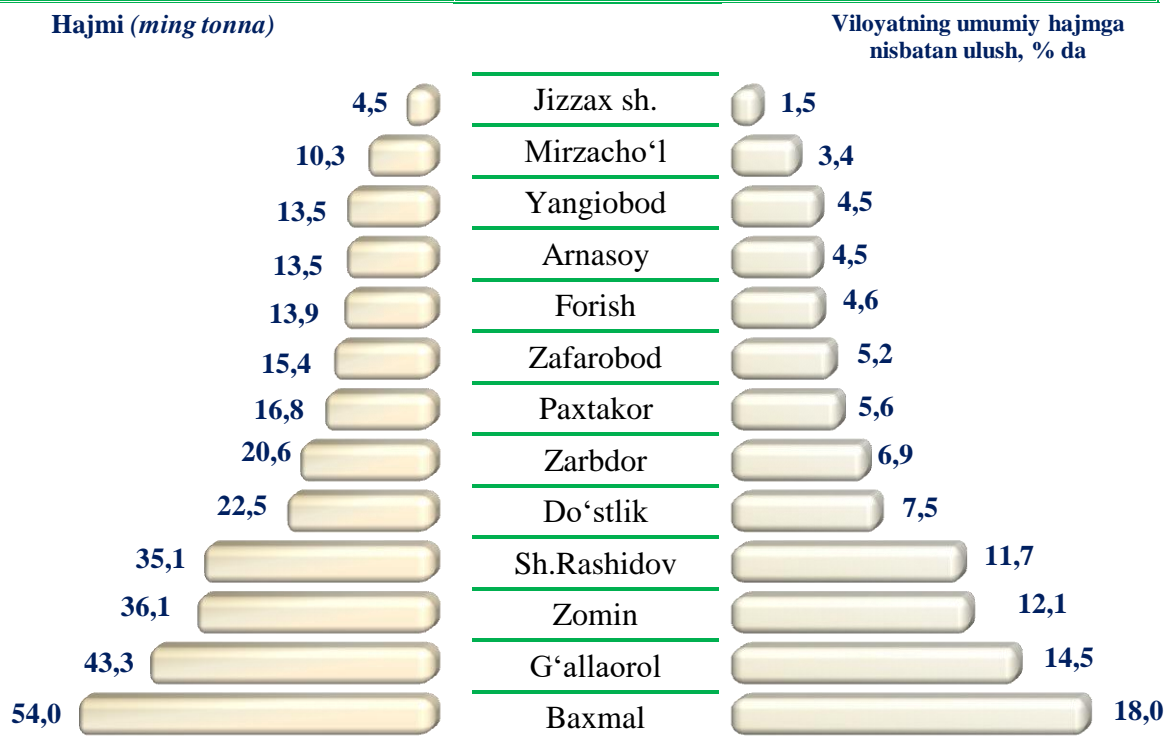 Hajmi (ming tonna)
Viloyatning umumiy hajmga
nisbatan ulush, % da
4,5 Jizzax sh. 1,5
10,3 Mirzacho‘l 3,4
13,5 Yangiobod 4,5
13,5 Arnasoy 4,5
13,9 Forish 4,6
15,4 Zafarobod 5,2
16,8 Paxtakor 5,6
20,6 Zarbdor 6,9
22,5 Do‘stlik 7,5
35,1 Sh.Rashidov 11,7
36,1 Zomin 12,1
43,3 G‘allaorol 14,5
54,0 Baxmal 18,0